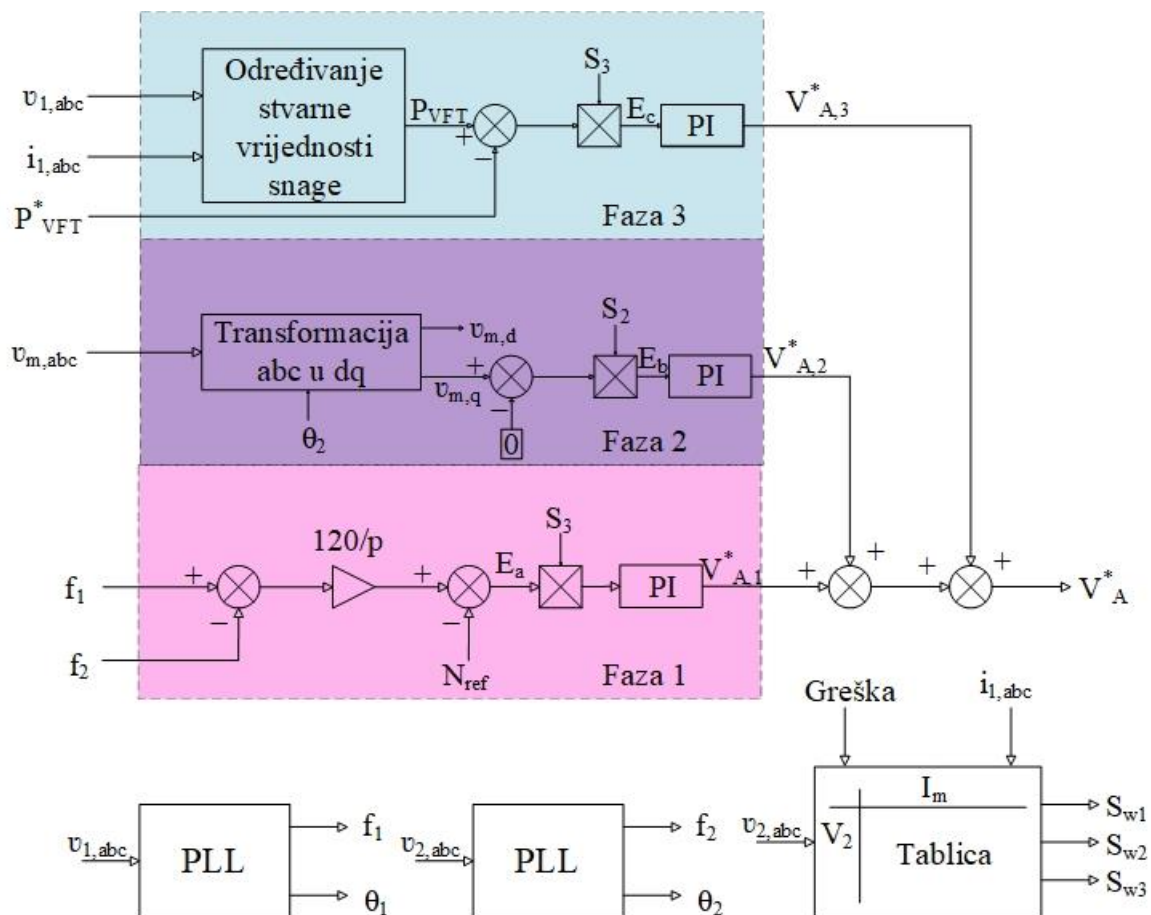 v1,abc
i1,abc
P*VFT
Određivanje
stvarne
vrijednosti
snage
PVFT
+
−
S3
Ec
PI
V*A,3
Faza 3
vm,abc
Transformacija
abc u dq
θ2
vm,d
vm,q
+
−
0
S2
Eb
PI
V*A,2
Faza 2
f1
f2
+
−
120/p
+
−
Nref
Ea
S3
PI
V*A,1
Faza 1
+
+
+
+
V*A
v1,abc
PLL
f1
θ1
v2,abc
PLL
f2
θ2
Greška
i1,abc
v2,abc
V2
Im
Tablica
Sw1
Sw2
Sw3